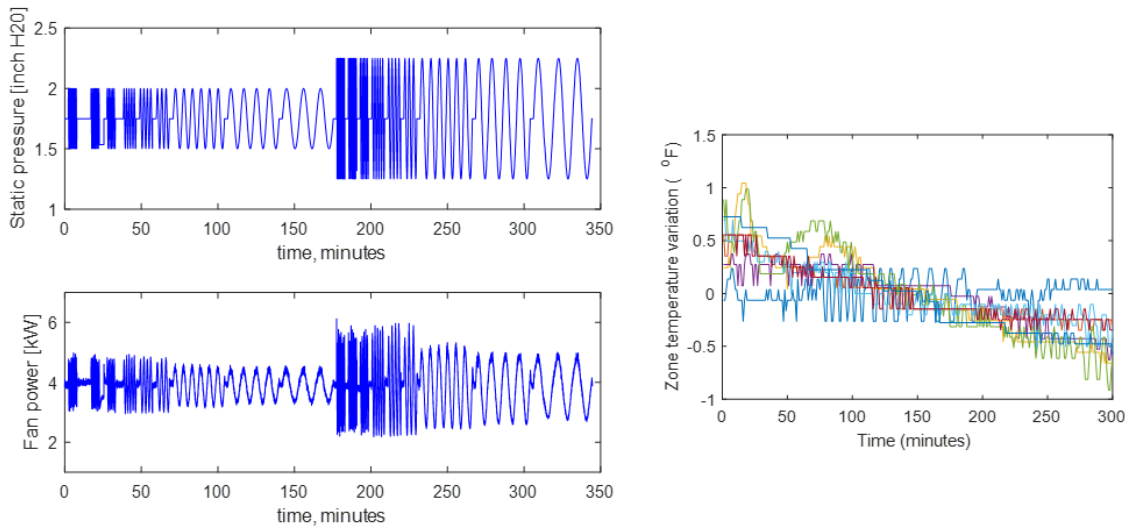 Static pressure [inch H20]
2.5
2
1.5
1
0 50 100 150 200 250 300 350
time, minutes
Fan power [kW]
6
4
2
0 50 100 150 200 250 300 350
time, minutes
Zone temperature variation ( °F)
1.5
1
0.5
0
-0.5
-1
0 50 100 150 200 250 300
Time (minutes)